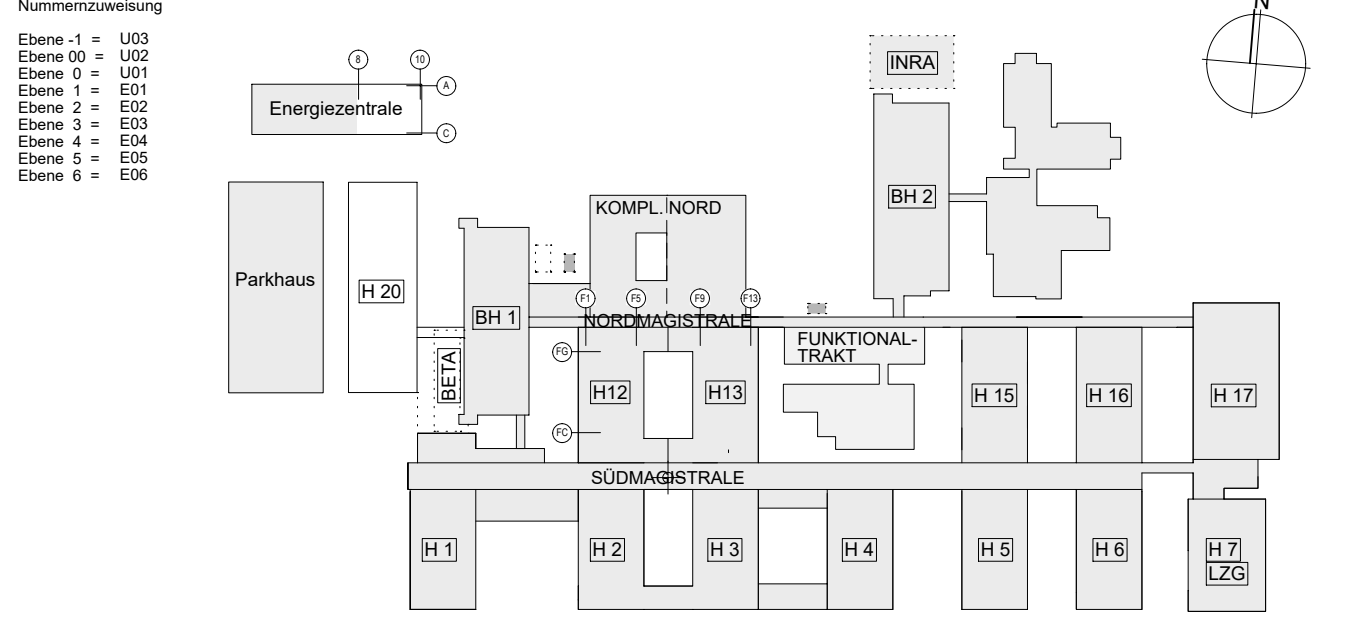 Nummernzuweisung
Ebene -1 = U03
Ebene 00 = U02
Ebene 0 = U01
Ebene 1 = E01
Ebene 2 = E02
Ebene 3 = E03
Ebene 4 = E04
Ebene 5 = E05
Ebene 6 = E06
N
8
10
A
Energiezentrale
C
INRA
BH 2
KOMPL. NORD
Parkhaus
H 20
BH 1
F1
F5
F9
F13
NORDMAGISTRALE
FUNKTIONAL-
TRAKT
FG
BETA
H12
H13
H 15
H 16
H 17
FC
SÜDMAGISTRALE
H 1
H 2
H 3
H 4
H 5
H 6
H 7
LZG